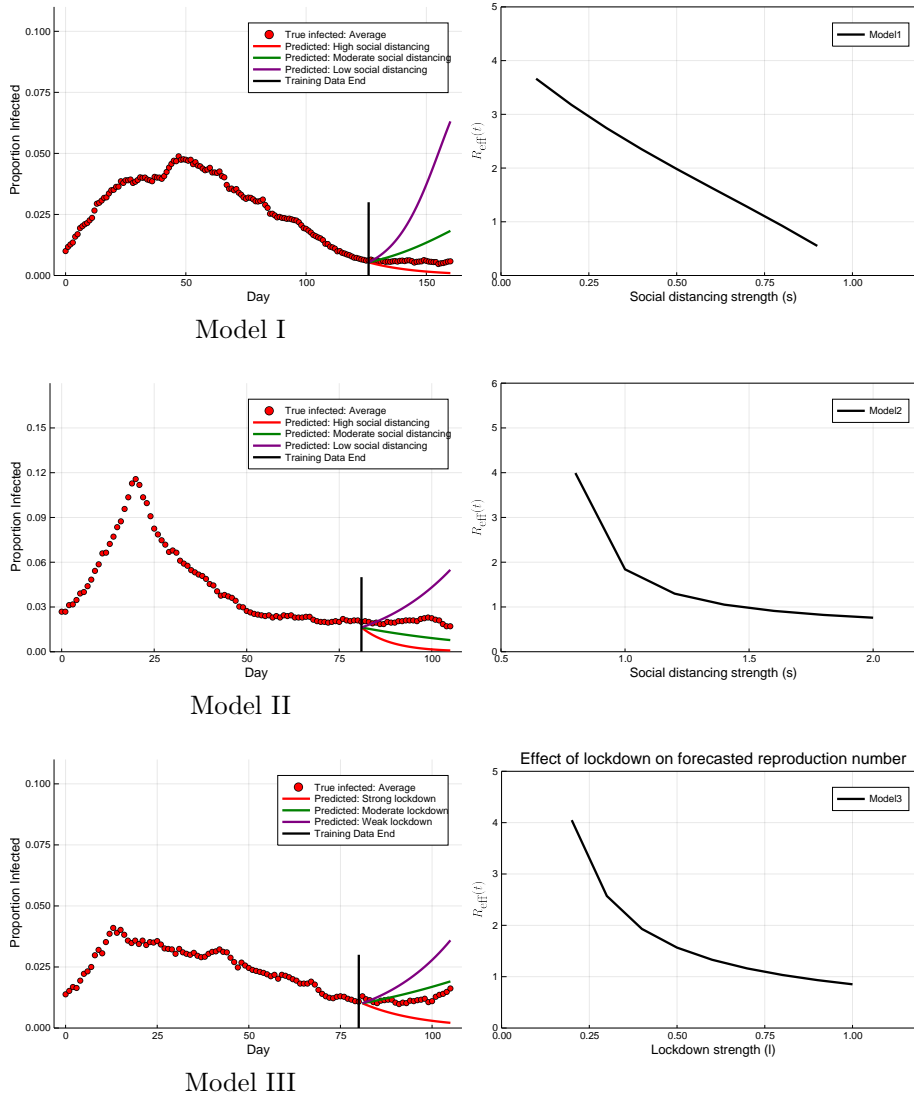 0.100
0.075
0.050
0.025
0.000
Proportion Infected
0
50
100
150
Day
True infected: Average
Predicted: High social distancing
Predicted: Moderate social distancing
Predicted: Low social distancing
Training Data End
5
4
3
2
1
0
R_eff(t)
0.00
0.25
0.50
0.75
1.00
Social distancing strength (s)
Model1
Model I
0.15
0.12
0.09
0.06
0.03
0.00
Proportion Infected
0
25
50
75
100
Day
True infected: Average
Predicted: High social distancing
Predicted: Moderate social distancing
Predicted: Low social distancing
Training Data End
6
5
4
3
2
1
0
R_eff(t)
0.5
1.0
1.5
2.0
Social distancing strength (s)
Model2
Model II
0.100
0.075
0.050
0.025
0.000
Proportion Infected
0
25
50
75
100
Day
True infected: Average
Predicted: Strong lockdown
Predicted: Moderate lockdown
Predicted: Weak lockdown
Training Data End
Effect of lockdown on forecasted reproduction number
5
4
3
2
1
0
R_eff(t)
0.00
0.25
0.50
0.75
1.00
Lockdown strength (l)
Model3
Model III